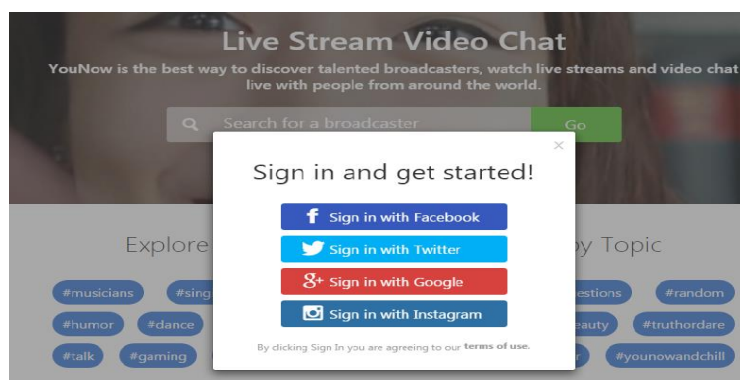 Live Stream Video Chat
YouNow is the best way to discover talented broadcasters, watch live streams and video chat
live with people from around the world.
Search for a broadcaster Go
×
Sign in and get started!
f Sign in with Facebook
Sign in with Twitter
Explore by Topic
g+ Sign in with Google
#musicians #sing estions #random
Sign in with Instagram
#humor #dance eauty #truthordare
By clicking Sign In you are agreeing to our terms of use.
#talk #gaming r #younowandchill